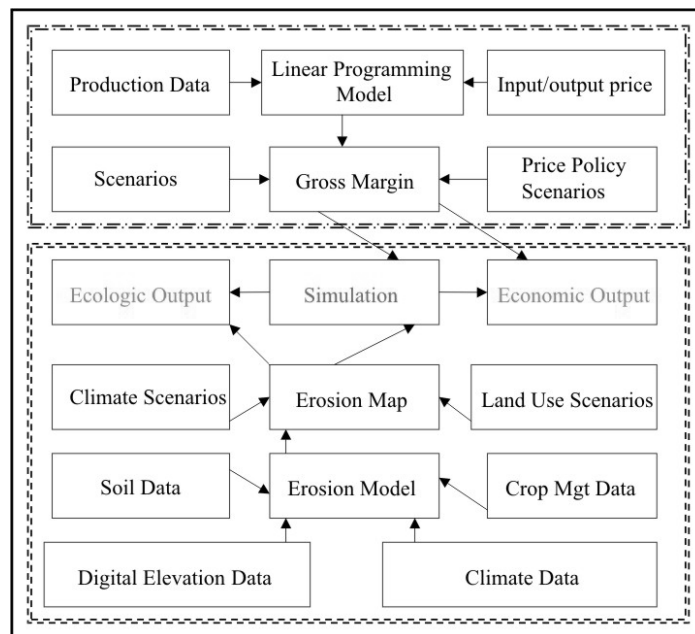 Production Data
Linear Programming
Model
Input/output price
Scenarios
Gross Margin
Price Policy
Scenarios
Ecologic Output
Simulation
Economic Output
Climate Scenarios
Erosion Map
Land Use Scenarios
Soil Data
Erosion Model
Crop Mgt Data
Digital Elevation Data
Climate Data